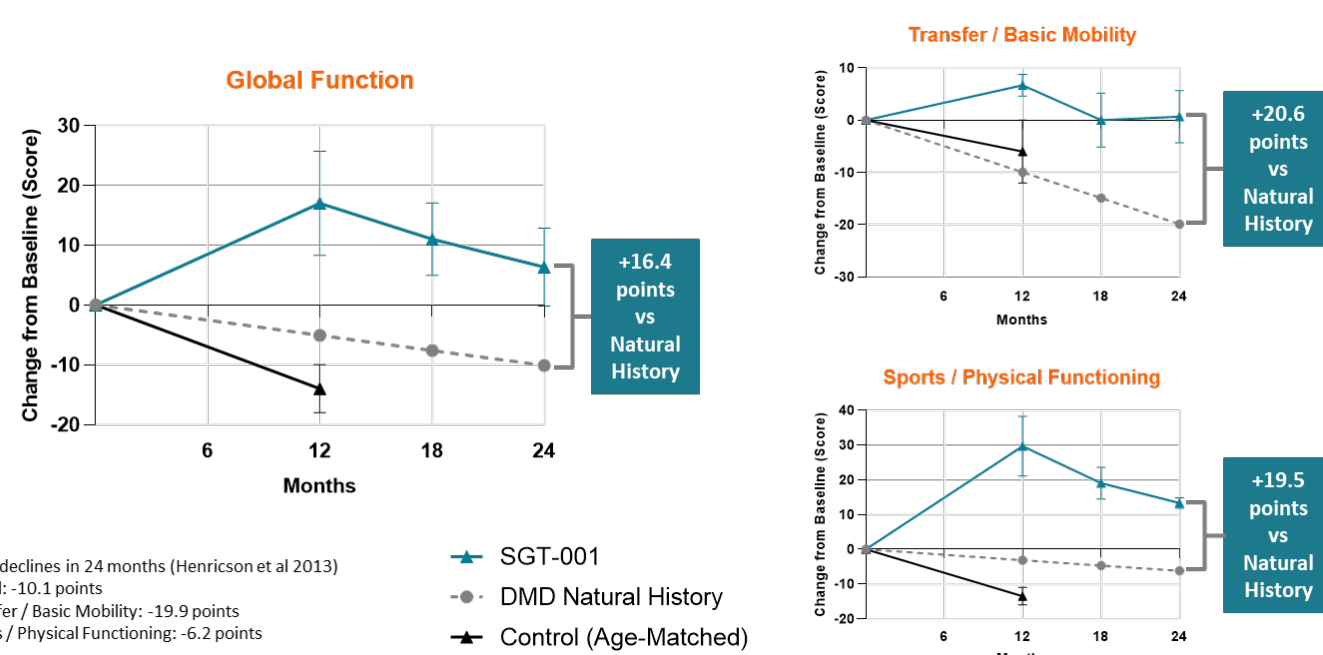 Global Function
Change from Baseline (Score)
30
20
10
0
-10
-20
6 12 18 24
Months
+16.4
points
vs
Natural
History
Transfer / Basic Mobility
Change from Baseline (Score)
10
0
-10
-20
-30
6 12 18 24
Months
+20.6
points
vs
Natural
History
Sports / Physical Functioning
Change from Baseline (Score)
40
30
20
10
0
-10
-20
6 12 18 24
+19.5
points
vs
Natural
History
declines in 24 months (Henricson et al 2013)
: -10.1 points
/ Basic Mobility: -19.9 points
/ Physical Functioning: -6.2 points
SGT-001
DMD Natural History
Control (Age-Matched)